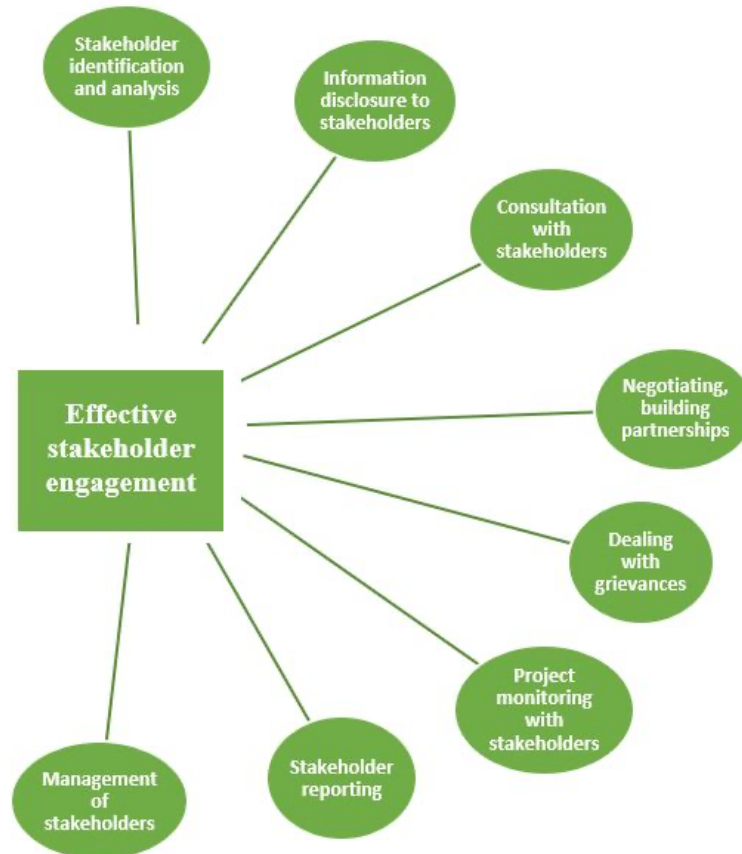 Stakeholder
identification
and analysis
Information
disclosure to
stakeholders
Consultation
with
stakeholders
Negotiating,
building
partnerships
Effective
stakeholder
engagement
Dealing
with
grievances
Project
monitoring
with
stakeholders
Stakeholder
reporting
Management
of
stakeholders